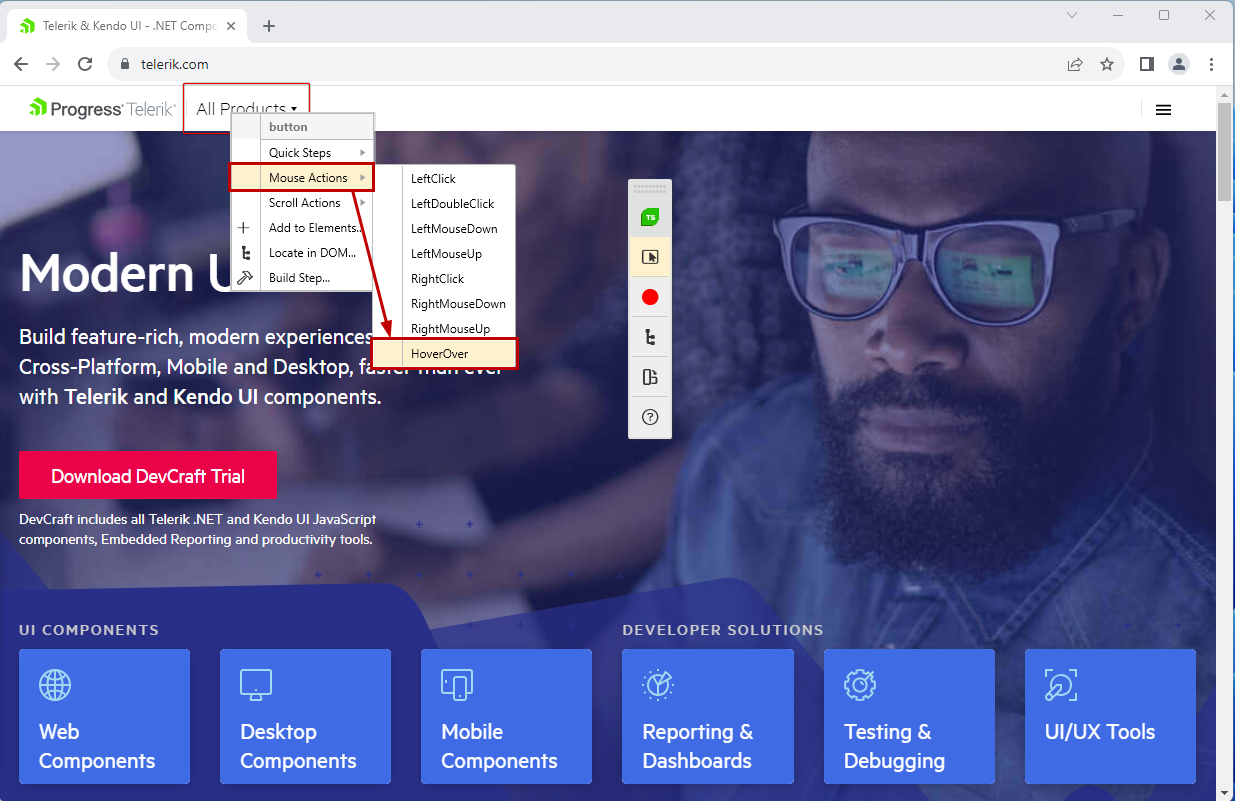 Telerik & Kendo UI - .NET Compo
telerik.com
Progress Telerik
All Products
button
Quick Steps
Mouse Actions
Scroll Actions
Add to Elements...
Locate in DOM...
Build Step...
LeftClick
LeftDoubleClick
LeftMouseDown
LeftMouseUp
RightClick
RightMouseDown
RightMouseUp
HoverOver
TS
Modern U
Build feature-rich, modern experiences
Cross-Platform, Mobile and Desktop, faster than ever
with Telerik and Kendo UI components.
Download DevCraft Trial
DevCraft includes all Telerik .NET and Kendo UI JavaScript
components, Embedded Reporting and productivity tools.
UI COMPONENTS
DEVELOPER SOLUTIONS
Web
Components
Desktop
Components
Mobile
Components
Reporting &
Dashboards
Testing &
Debugging
UI/UX Tools